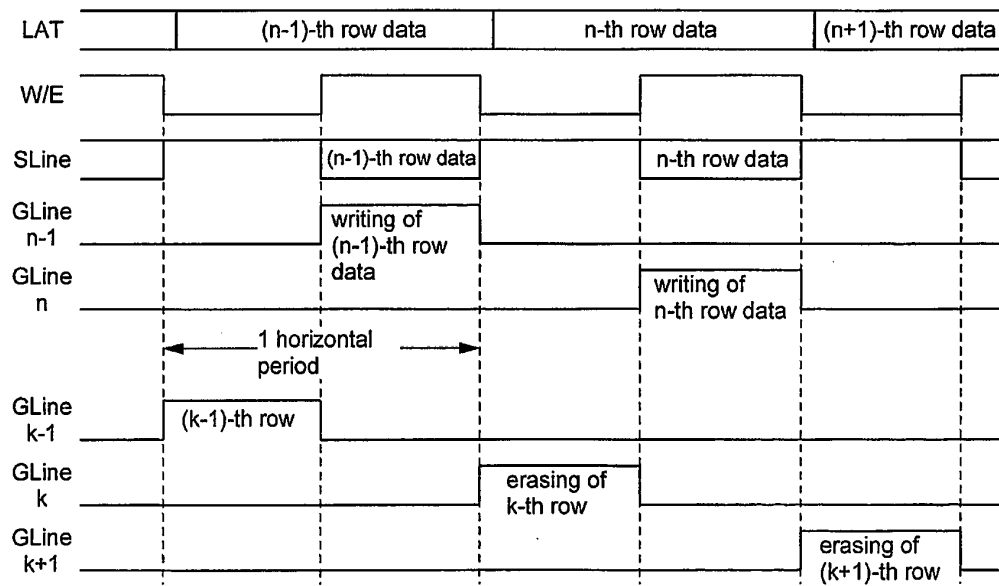 LAT
(n-1)-th row data
n-th row data
(n+1)-th row data
W/E
SLine
(n-1)-th row data
n-th row data
GLine
n-1
writing of
(n-1)-th row
data
GLine
n
writing of
n-th row data
1 horizontal
period
GLine
k-1
(k-1)-th row
GLine
k
erasing of
k-th row
GLine
k+1
erasing of
(k+1)-th row